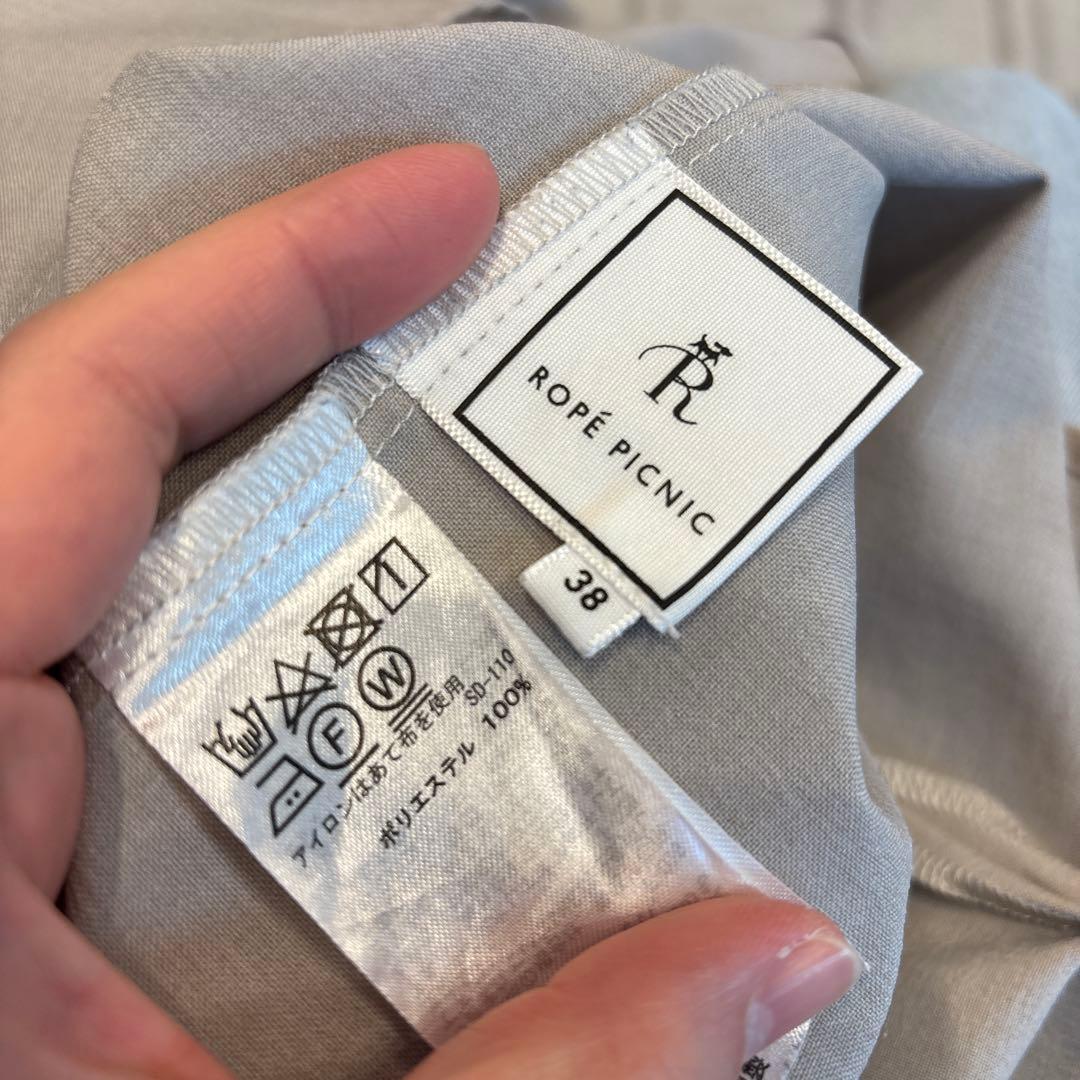 R
ROPÉ PICNIC
38
F
W
アイロンはあて布を使用
SD-110
ポリエステル 100%